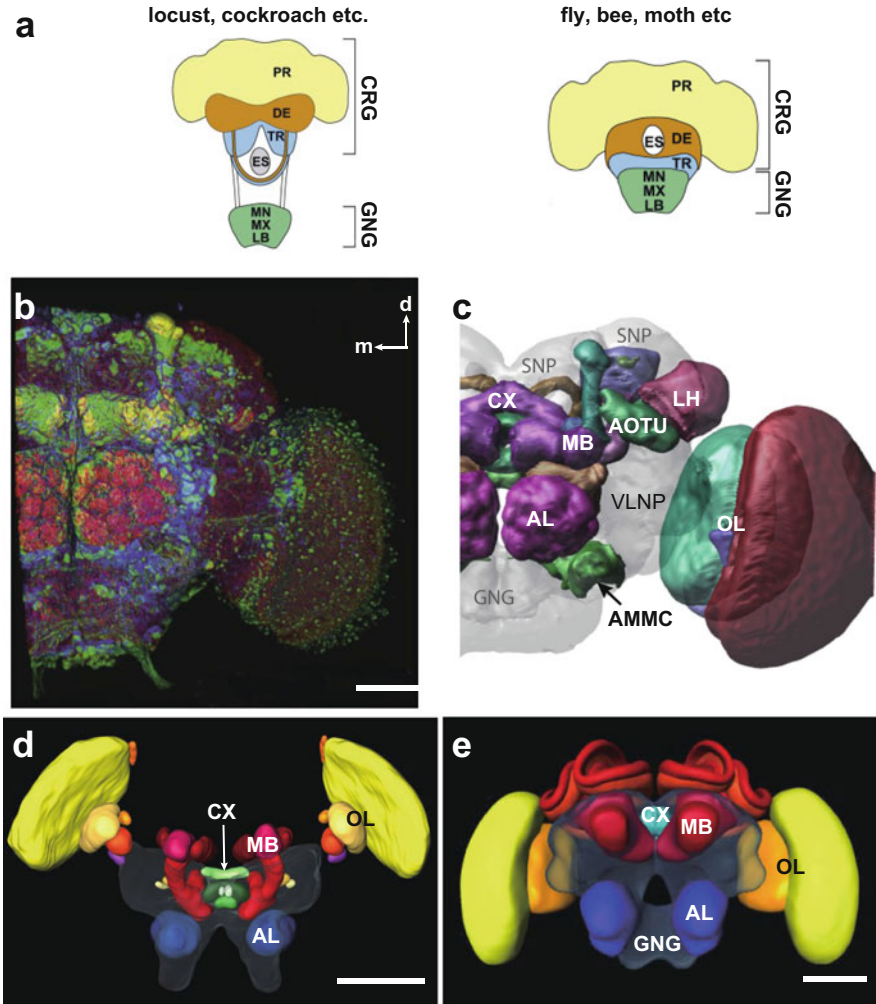 a
locust, cockroach etc.
fly, bee, moth etc
PR
DE
TR
ES
MN
MX
LB
CRG
GNG
PR
ES DE
TR
MN
MX
LB
CRG
GNG
b
d
m
c
SNP
SNP
CX
LH
AOTU
MB
VLNP
AL
OL
GNG
AMMC
d
CX
OL
MB
AL
e
CX
MB
OL
AL
GNG